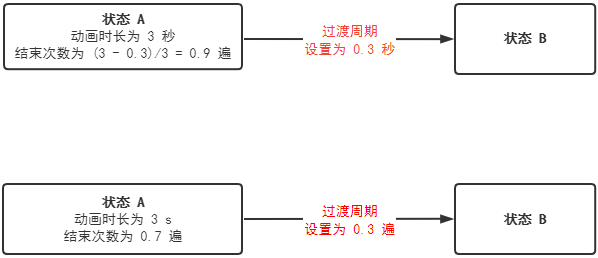 状态 A
动画时长为 3 秒
结束次数为 (3 - 0.3)/3 = 0.9 遍
过渡周期
设置为 0.3 秒
状态 B
状态 A
动画时长为 3 s
结束次数为 0.7 遍
过渡周期
设置为 0.3 遍
状态 B